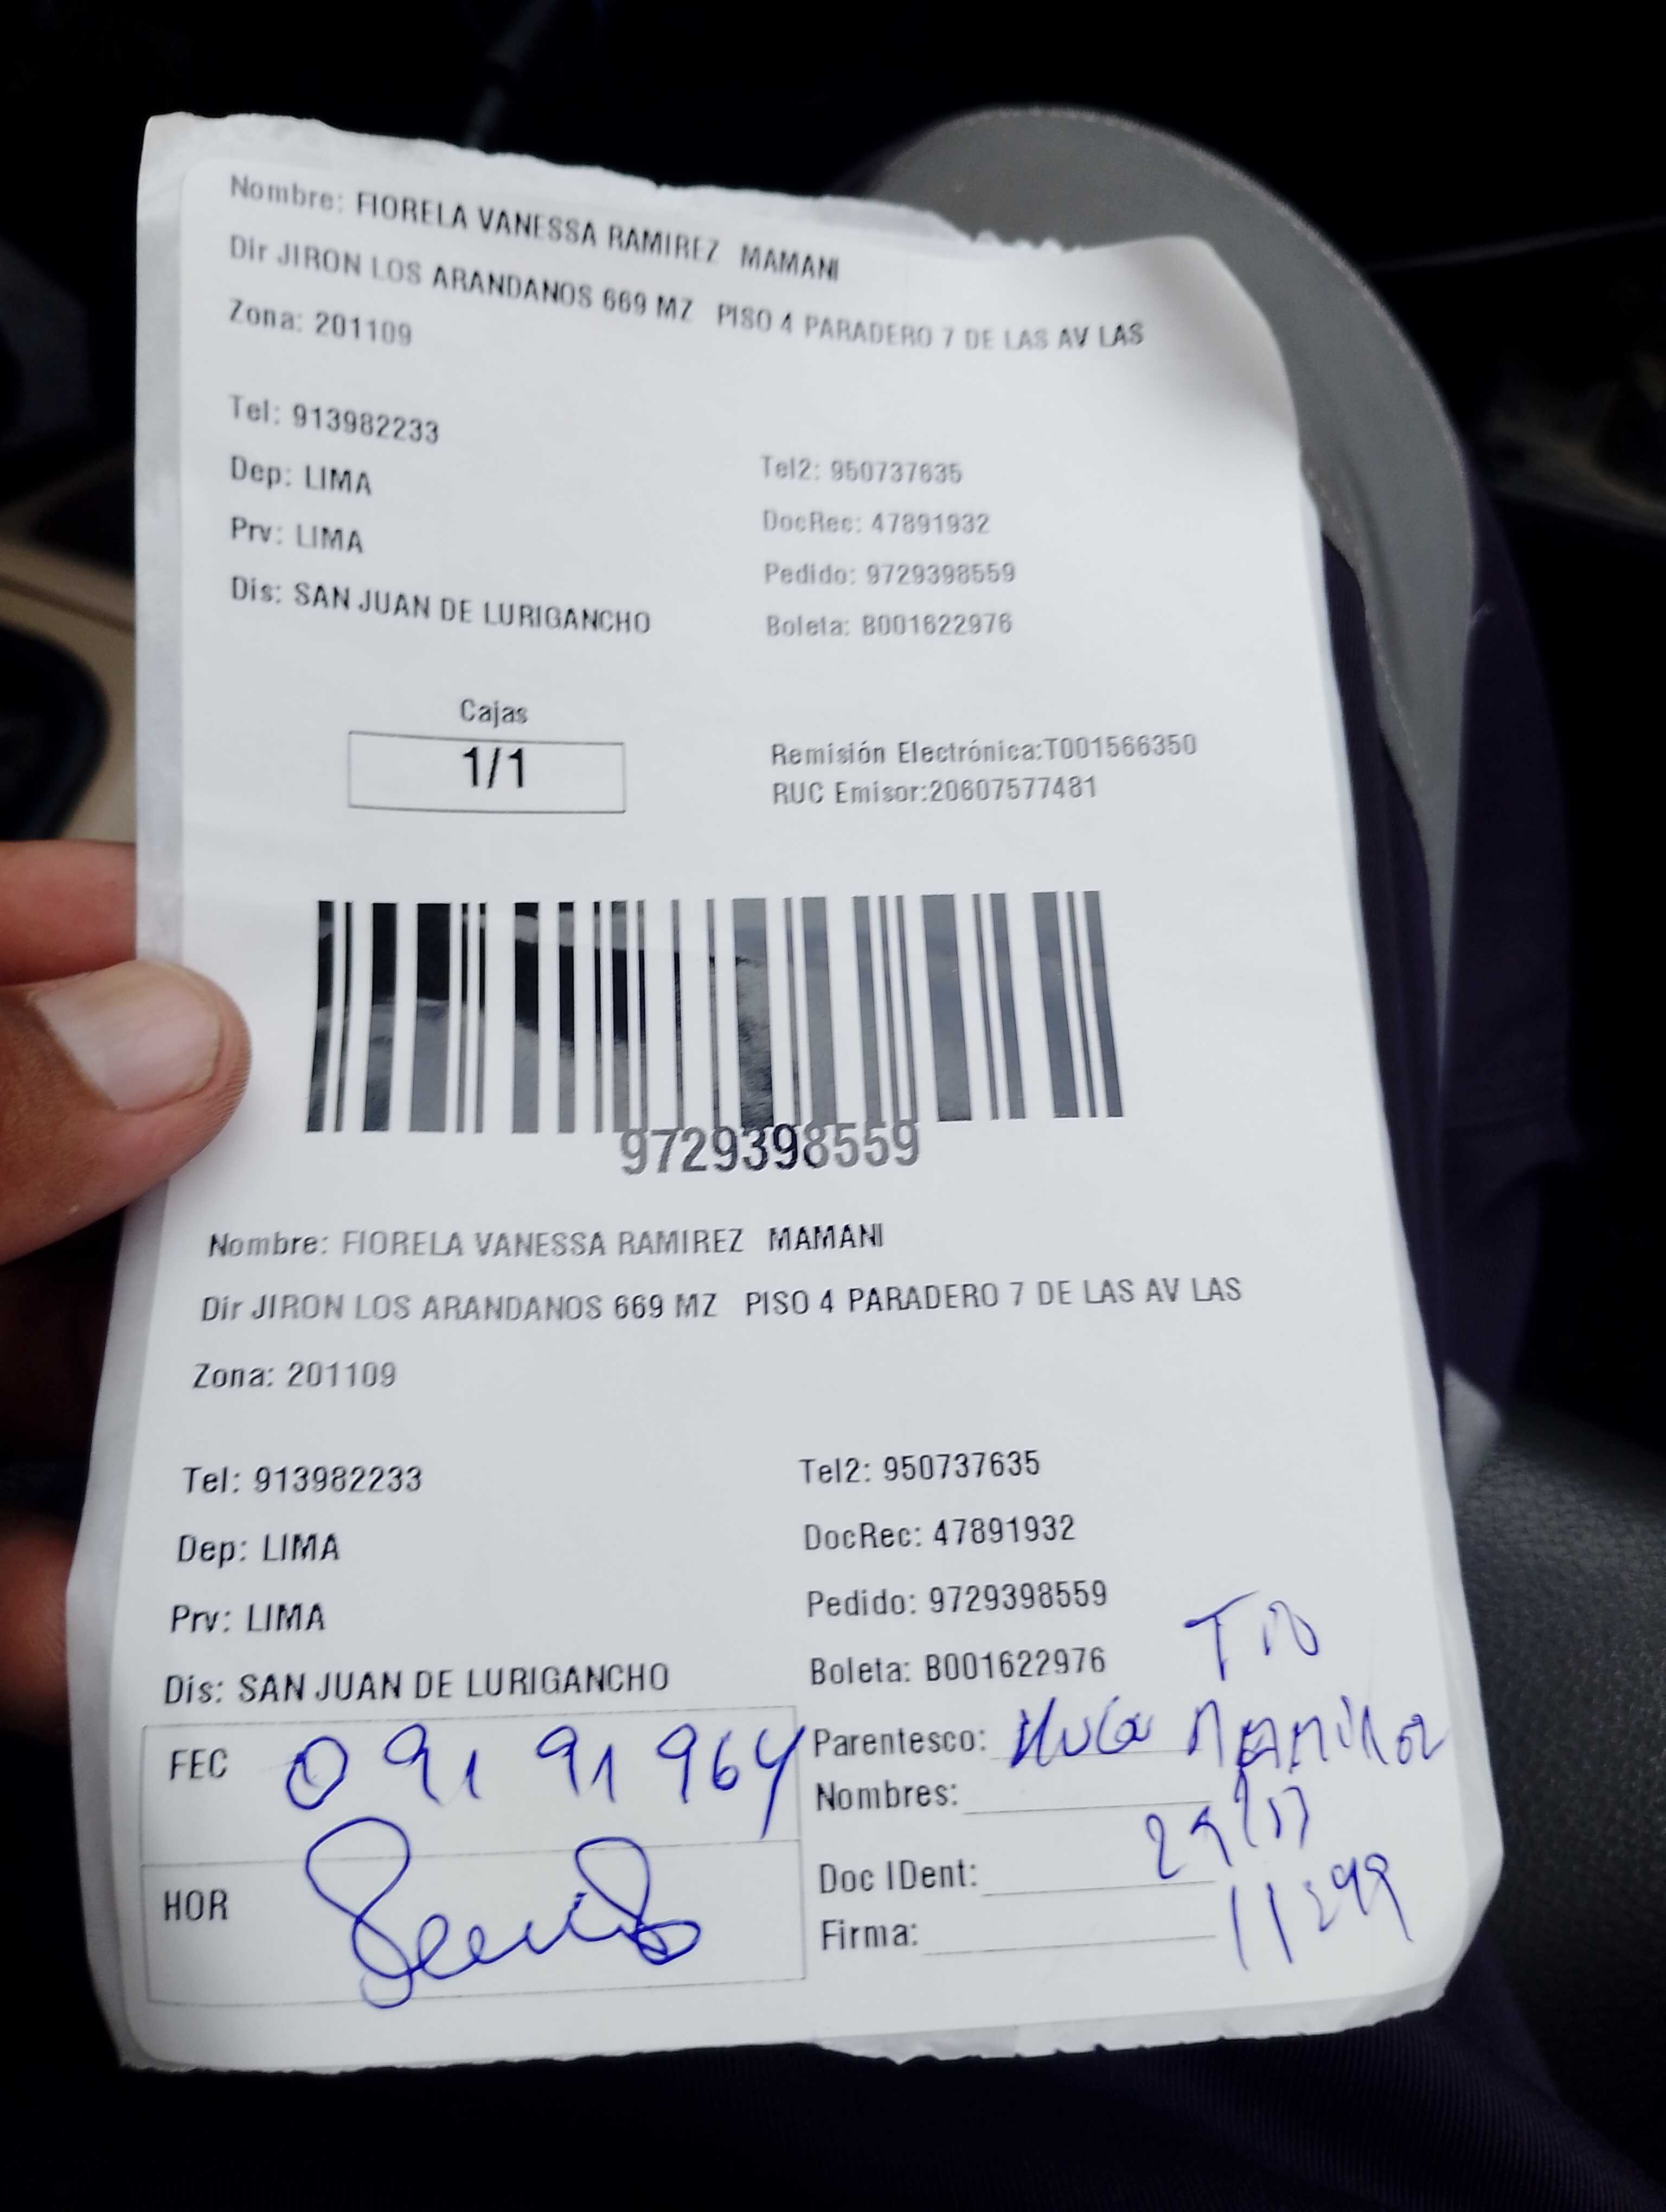 Nombre: FIORELA VANESSA RAMIREZ MAMANI
Dir JIRON LOS ARANDANOS 669 MZ PISO 4 PARADERO 7 DE LAS AV LAS
Zona: 201109
Tel: 913982233
Tel2: 950737635
Dep: LIMA
DocRec: 47891932
Prv: LIMA
Pedido: 9729398559
Dis: SAN JUAN DE LURIGANCHO
Boleta: B001622976
Cajas
1/1
Remisión Electrónica:T001566350
RUC Emisor:20607577481
9729398559
Nombre: FIORELA VANESSA RAMIREZ MAMANI
Dir JIRON LOS ARANDANOS 669 MZ PISO 4 PARADERO 7 DE LAS AV LAS
Zona: 201109
Tel: 913982233
Tel2: 950737635
Dep: LIMA
DocRec: 47891932
Prv: LIMA
Pedido: 9729398559
Dis: SAN JUAN DE LURIGANCHO
Boleta: B001622976
TIO
FEC
Parentesco:
Nombres:
HOR
Doc IDent:
Firma: